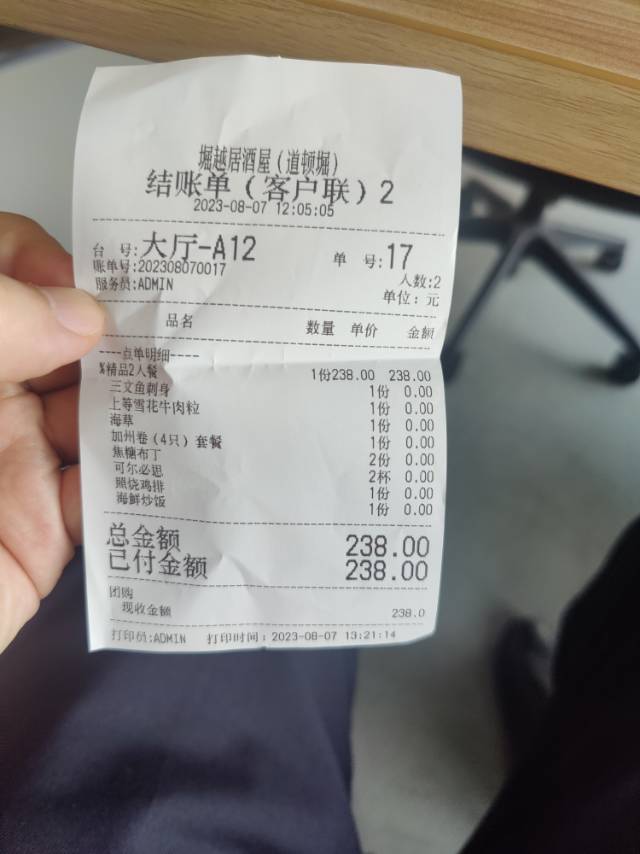 堀越居酒屋(道顿堀)
结账单(客户联)2
2023-08-07 12:05:05
台 号:大厅-A12 单 号:17
账单号:202308070017 人数:2
服务员:ADMIN 单位:元
品名 数量 单价 金额
----点单明细----
%精品2人餐 1份238.00 238.00
三文鱼刺身 1份 0.00
上等雪花牛肉粒 1份 0.00
海草 1份 0.00
加州卷(4只)套餐 1份 0.00
焦糖布丁 2份 0.00
可尔必思 2杯 0.00
照烧鸡排 1份 0.00
海鲜炒饭 1份 0.00
总金额 238.00
已付金额 238.00
团购
现收金额 238.0
打印员:ADMIN 打印时间:2023-08-07 13:21:14